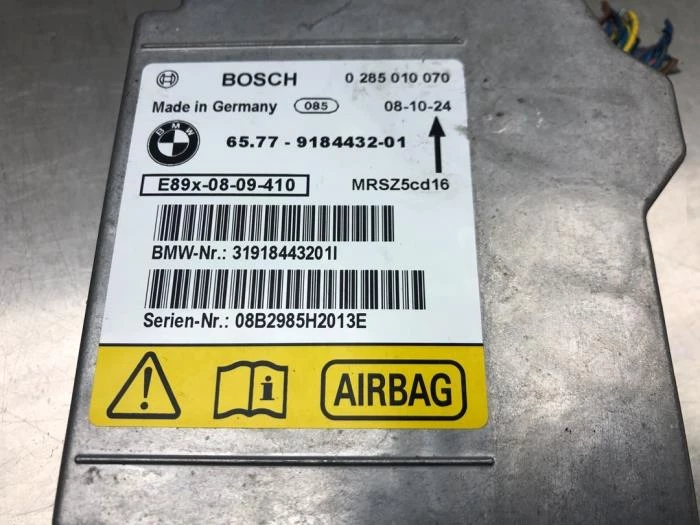 BOSCH 0 285 010 070
Made in Germany 085 08-10-24
BMW 65.77 - 9184432-01
E89x-08-09-410 MRSZ5cd16
BMW-Nr.: 31918443201I
Serien-Nr.: 08B2985H2013E
! i AIRBAG